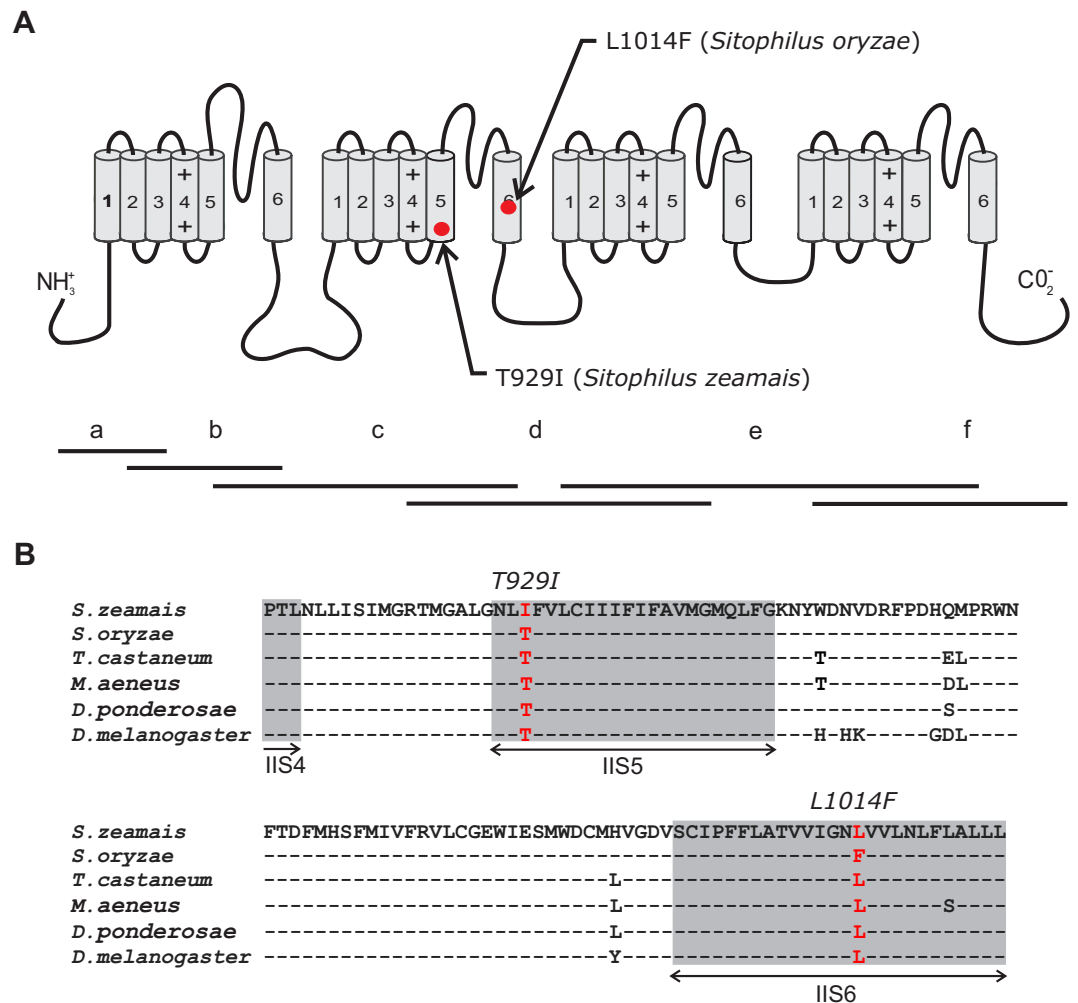 A
L1014F (Sitophilus oryzae)
1 2 3 + 4 + 5 6 1 2 3 + 4 + 5 6 1 2 3 + 4 + 5 6 1 2 3 + 4 + 5 6
NH3+
C02-
T929I (Sitophilus zeamais)
a b c d e f
B
T929I
S.zeamais PTLNLLISIMGRTMGALGNLIFVLCIIIFIFAVMGMQLFGKNYWDNVDRFPDHQMPRWN
S.oryzae --------------------T--------------------------------------
T.castaneum --------------------T----------------------T---------EL----
M.aeneus --------------------T----------------------T---------DL----
D.ponderosae --------------------T--------------------------------S-----
D.melanogaster --------------------T----------------------H-HK-----GDL----
IIS4 IIS5
L1014F
S.zeamais FTDFMHSFMIVFRVLCGEWIESMWDCMHVGDVSCIPFFLATVVIGNLVVLNLFLALLL
S.oryzae ----------------------------------------------F-----------
T.castaneum ---------------------------L------------------L-----------
M.aeneus ---------------------------L------------------L------S----
D.ponderosae ---------------------------L------------------L-----------
D.melanogaster ---------------------------Y------------------L-----------
IIS6